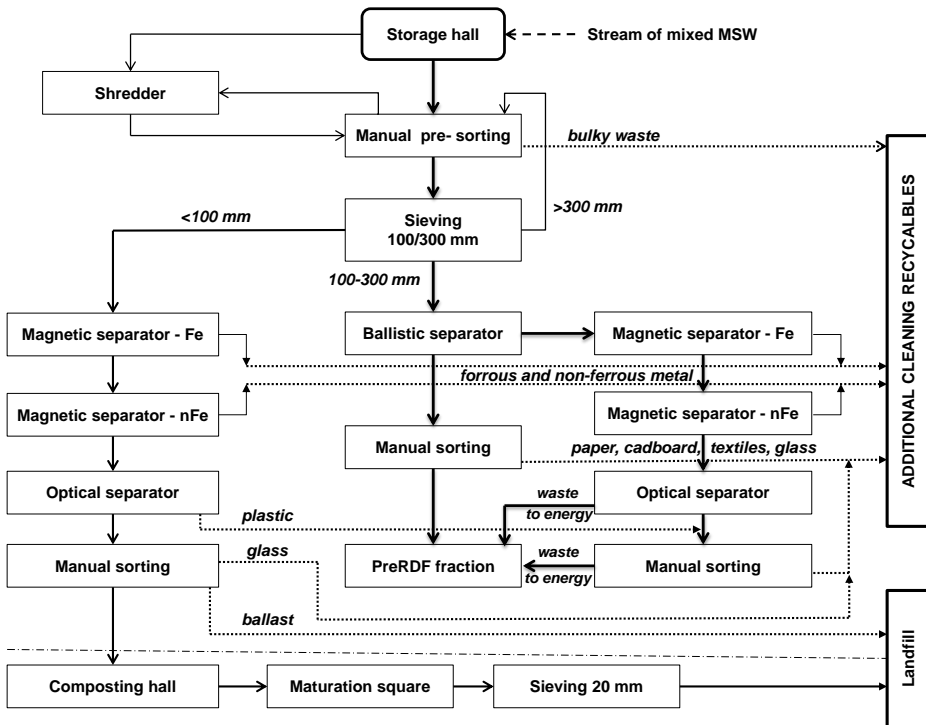 Storage hall
Stream of mixed MSW
Shredder
Manual pre- sorting
bulky waste
>300 mm
<100 mm
Sieving
100/300 mm
100-300 mm
Magnetic separator - Fe
Ballistic separator
Magnetic separator - Fe
forrous and non-ferrous metal
Magnetic separator - nFe
Magnetic separator - nFe
Manual sorting
paper, cadboard, textiles, glass
Optical separator
waste
to energy
Optical separator
plastic
glass
Manual sorting
PreRDF fraction
waste
to energy
Manual sorting
ballast
Composting hall
Maturation square
Sieving 20 mm
ADDITIONAL CLEANING RECYCALBLES
Landfill